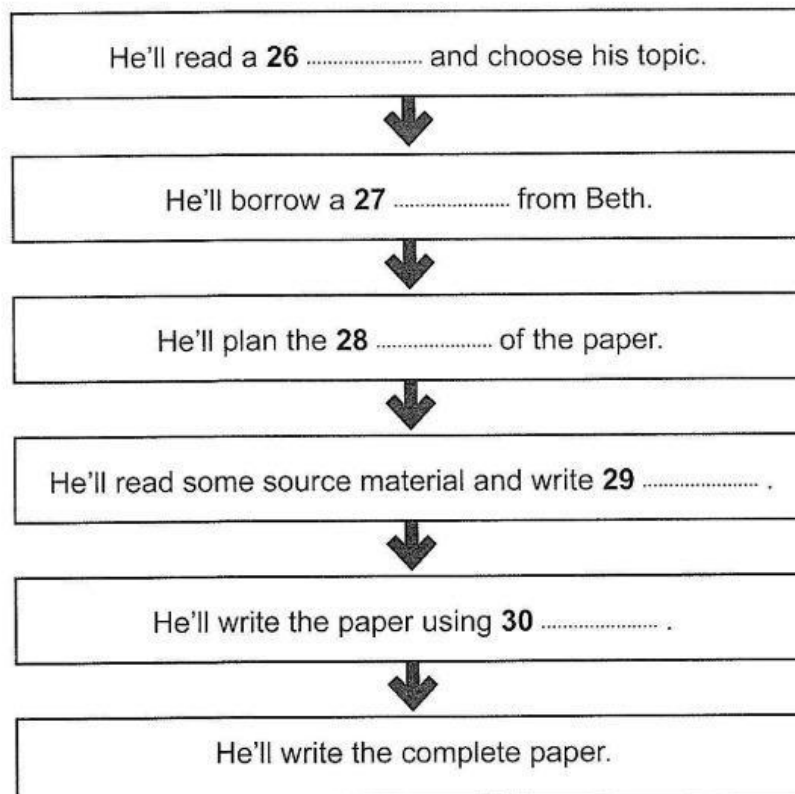 He'll read a 26 .................... and choose his topic.
He'll borrow a 27 .................... from Beth.
He'll plan the 28 .................... of the paper.
He'll read some source material and write 29 .................... .
He'll write the paper using 30 .................... .
He'll write the complete paper.